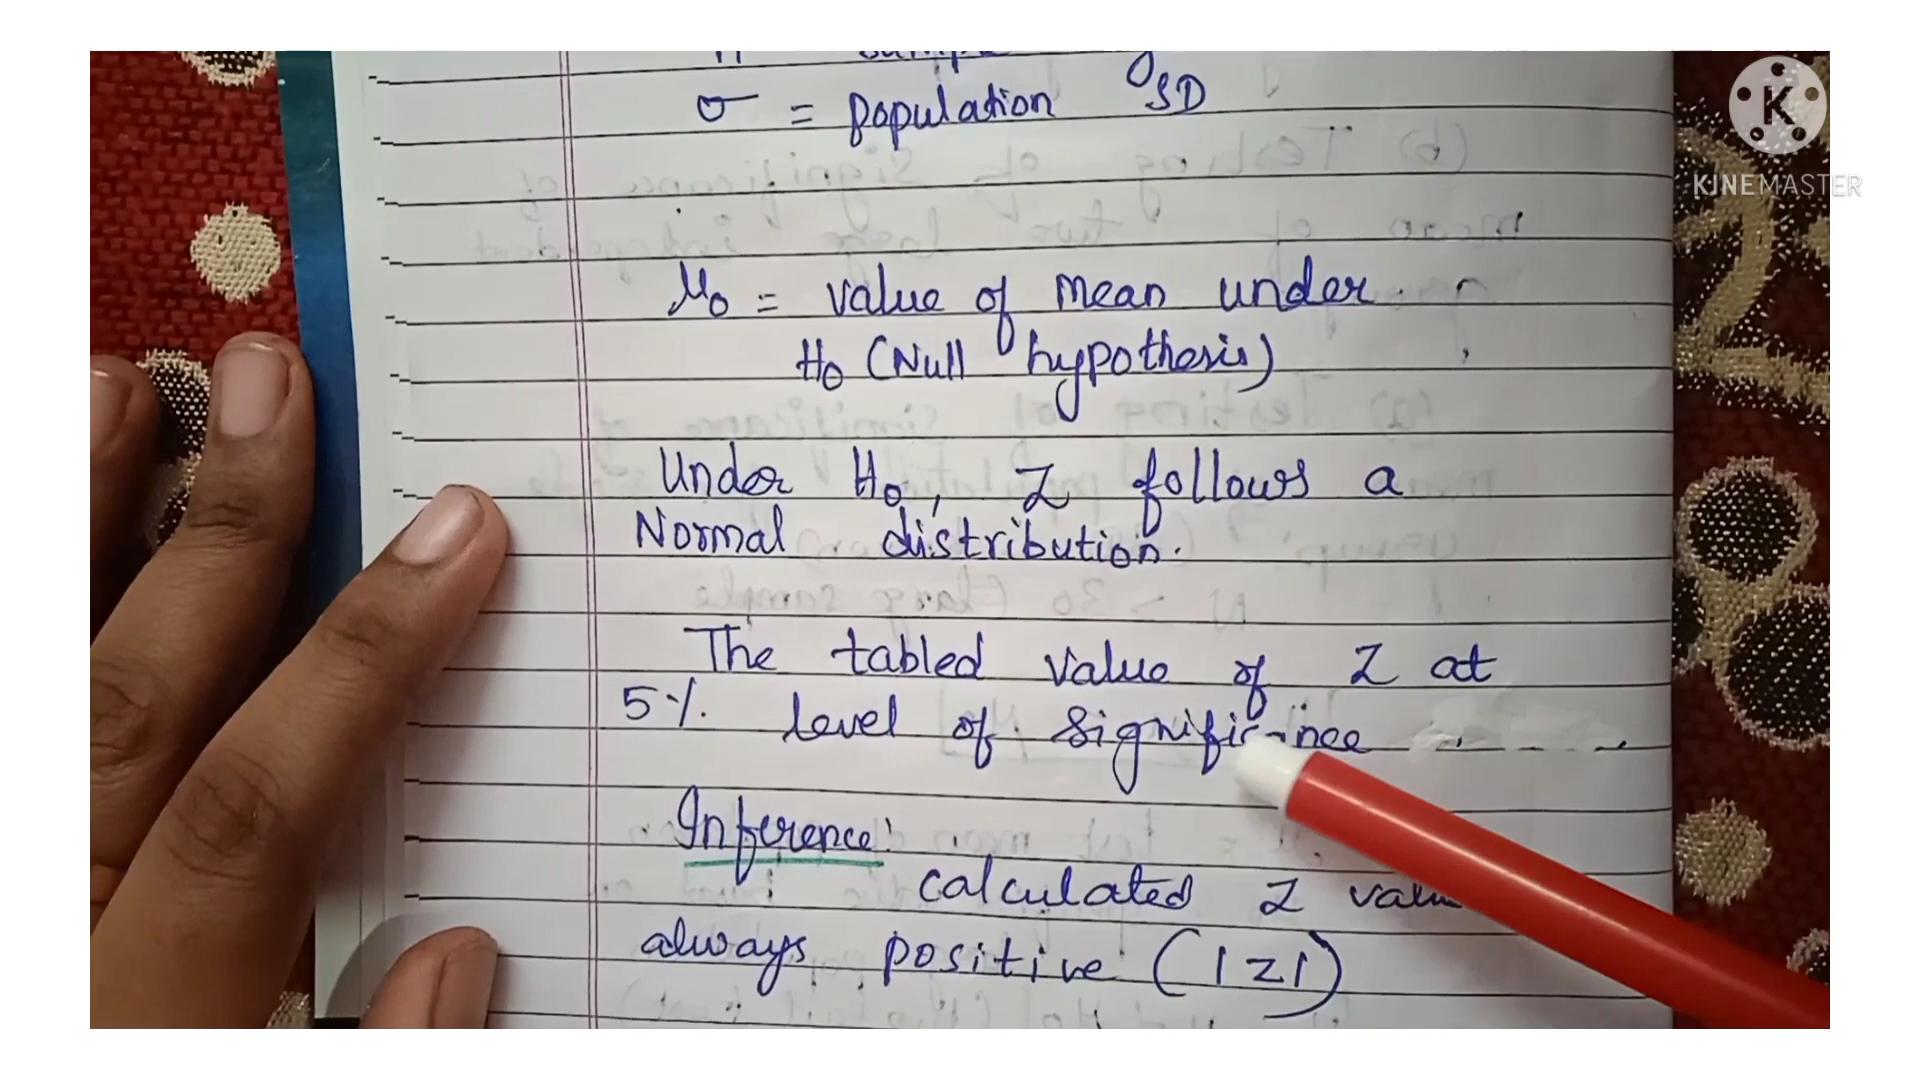 σ = population SD
μ0 = value of mean under
H0 (Null hypothesis)
Under H0, Z follows a
Normal distribution.
The tabled value of Z at
5% level of significance
Inference:
calculated Z
always positive (|z|)
K
KINEMASTER